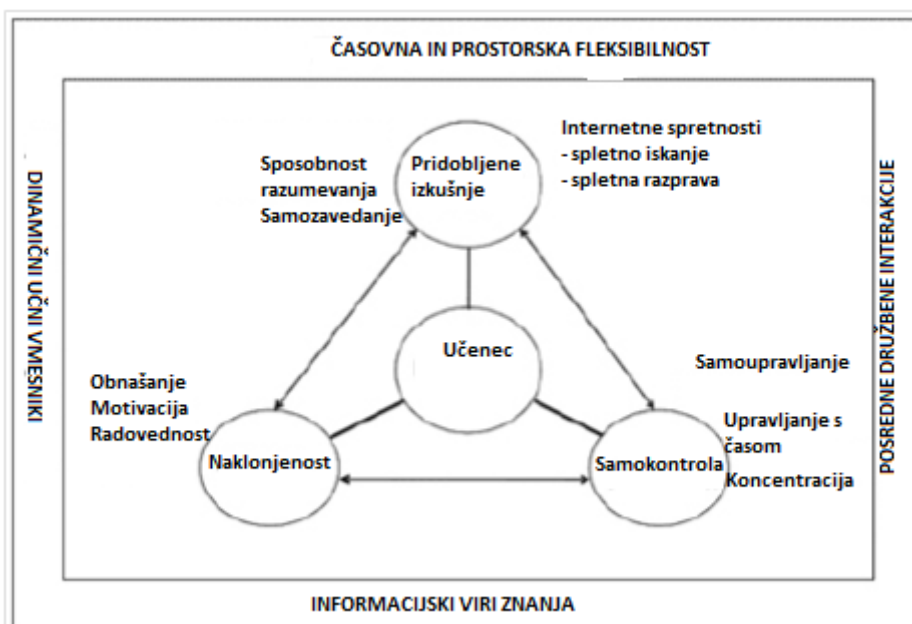 ČASOVNA IN PROSTORSKA FLEKSIBILNOST
DINAMIČNI UČNI VMESNIKI
Sposobnost
razumevanja
Samozavedanje
Pridobljene
izkušnje
Internetne spretnosti
- spletno iskanje
- spletna razprava
Učenec
Obnašanje
Motivacija
Radovednost
Naklonjenost
Samoupravljanje
Upravljanje s
časom
Koncentracija
Samokontrola
POSREDNE DRUŽBENE INTERAKCIJE
INFORMACIJSKI VIRI ZNANJA